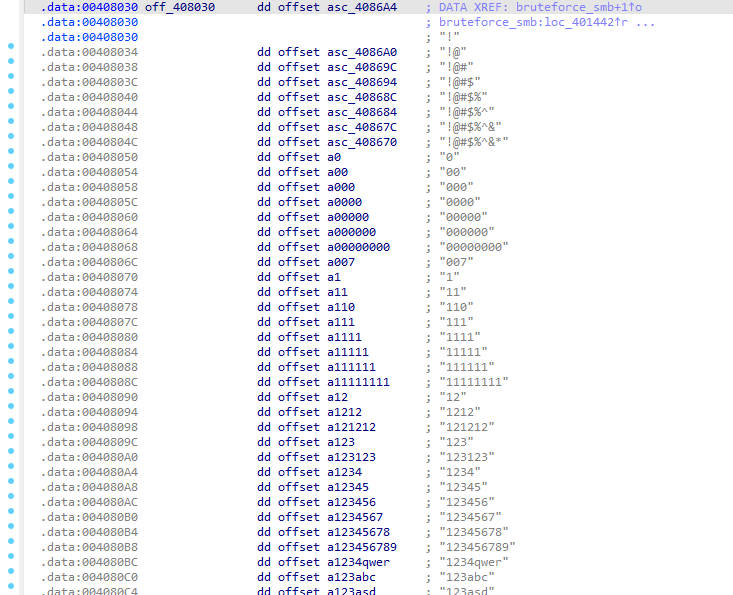 .data:00408030 off_408030 dd offset asc_4086A4 ; DATA XREF: bruteforce_smb+1↑o
.data:00408030 ; bruteforce_smb:loc_401442↑r ...
.data:00408030 ; "!"
.data:00408034 dd offset asc_4086A0 ; "!@"
.data:00408038 dd offset asc_40869C ; "!@#"
.data:0040803C dd offset asc_408694 ; "!@#$"
.data:00408040 dd offset asc_40868C ; "!@#$%"
.data:00408044 dd offset asc_408684 ; "!@#$%^"
.data:00408048 dd offset asc_40867C ; "!@#$%^&"
.data:0040804C dd offset asc_408670 ; "!@#$%^&*"
.data:00408050 dd offset a0 ; "0"
.data:00408054 dd offset a00 ; "00"
.data:00408058 dd offset a000 ; "000"
.data:0040805C dd offset a0000 ; "0000"
.data:00408060 dd offset a00000 ; "00000"
.data:00408064 dd offset a000000 ; "000000"
.data:00408068 dd offset a00000000 ; "00000000"
.data:0040806C dd offset a007 ; "007"
.data:00408070 dd offset a1 ; "1"
.data:00408074 dd offset a11 ; "11"
.data:00408078 dd offset a110 ; "110"
.data:0040807C dd offset a111 ; "111"
.data:00408080 dd offset a1111 ; "1111"
.data:00408084 dd offset a11111 ; "11111"
.data:00408088 dd offset a111111 ; "111111"
.data:0040808C dd offset a11111111 ; "11111111"
.data:00408090 dd offset a12 ; "12"
.data:00408094 dd offset a1212 ; "1212"
.data:00408098 dd offset a121212 ; "121212"
.data:0040809C dd offset a123 ; "123"
.data:004080A0 dd offset a123123 ; "123123"
.data:004080A4 dd offset a1234 ; "1234"
.data:004080A8 dd offset a12345 ; "12345"
.data:004080AC dd offset a123456 ; "123456"
.data:004080B0 dd offset a1234567 ; "1234567"
.data:004080B4 dd offset a12345678 ; "12345678"
.data:004080B8 dd offset a123456789 ; "123456789"
.data:004080BC dd offset a1234qwer ; "1234qwer"
.data:004080C0 dd offset a123abc ; "123abc"
.data:004080C4 dd offset a123asd ; "123asd"